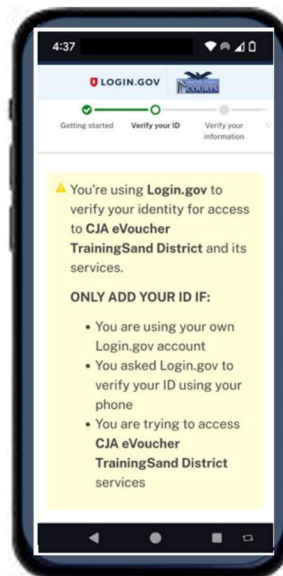 4:37
LOGIN.GOV
COURTS
Getting started
Verify your ID
Verify your
information
You're using Login.gov to
verify your identity for access
to CJA eVoucher
TrainingSand District and its
services.
ONLY ADD YOUR ID IF:
• You are using your own
Login.gov account
• You asked Login.gov to
verify your ID using your
phone
• You are trying to access
CJA eVoucher
TrainingSand District
services